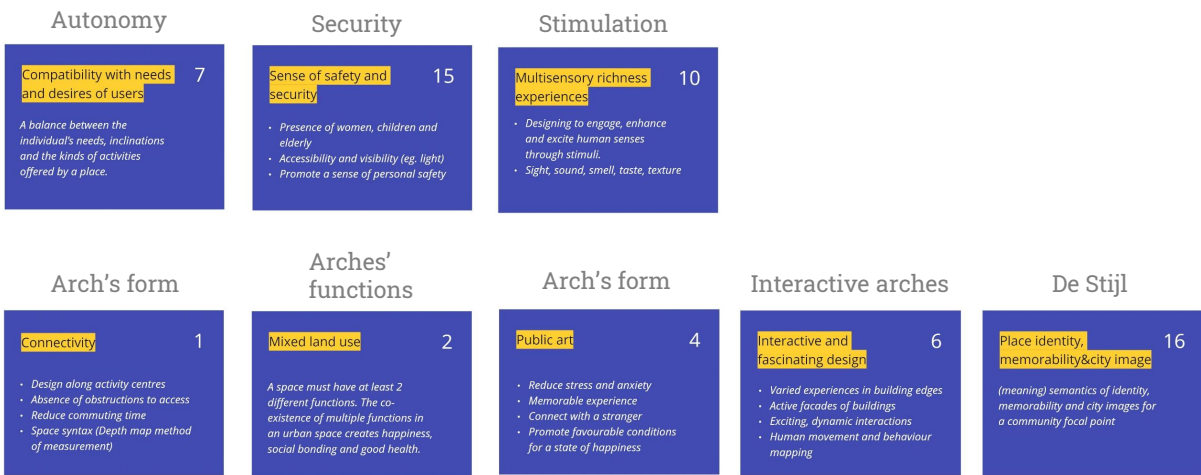 Autonomy
Compatibility with needs
and desires of users
7
A balance between the
individual's needs, inclinations
and the kinds of activities
offered by a place.
Security
Sense of safety and
security
15
• Presence of women, children and
elderly
• Accessibility and visibility (eg. light)
• Promote a sense of personal safety
Stimulation
Multisensory richness
experiences
10
• Designing to engage, enhance
and excite human senses
through stimuli.
• Sight, sound, smell, taste, texture
Arch's form
Connectivity
1
• Design along activity centres
• Absence of obstructions to access
• Reduce commuting time
• Space syntax (Depth map method
of measurement)
Arches'
functions
Mixed land use
2
A space must have at least 2
different functions. The co-
existence of multiple functions in
an urban space creates happiness,
social bonding and good health.
Arch's form
Public art
4
• Reduce stress and anxiety
• Memorable experience
• Connect with a stranger
• Promote favourable conditions
for a state of happiness
Interactive arches
Interactive and
fascinating design
6
• Varied experiences in building edges
• Active facades of buildings
• Exciting, dynamic interactions
• Human movement and behaviour
mapping
De Stijl
Place identity,
memorability&city image
16
(meaning) semantics of identity,
memorability and city images for
a community focal point